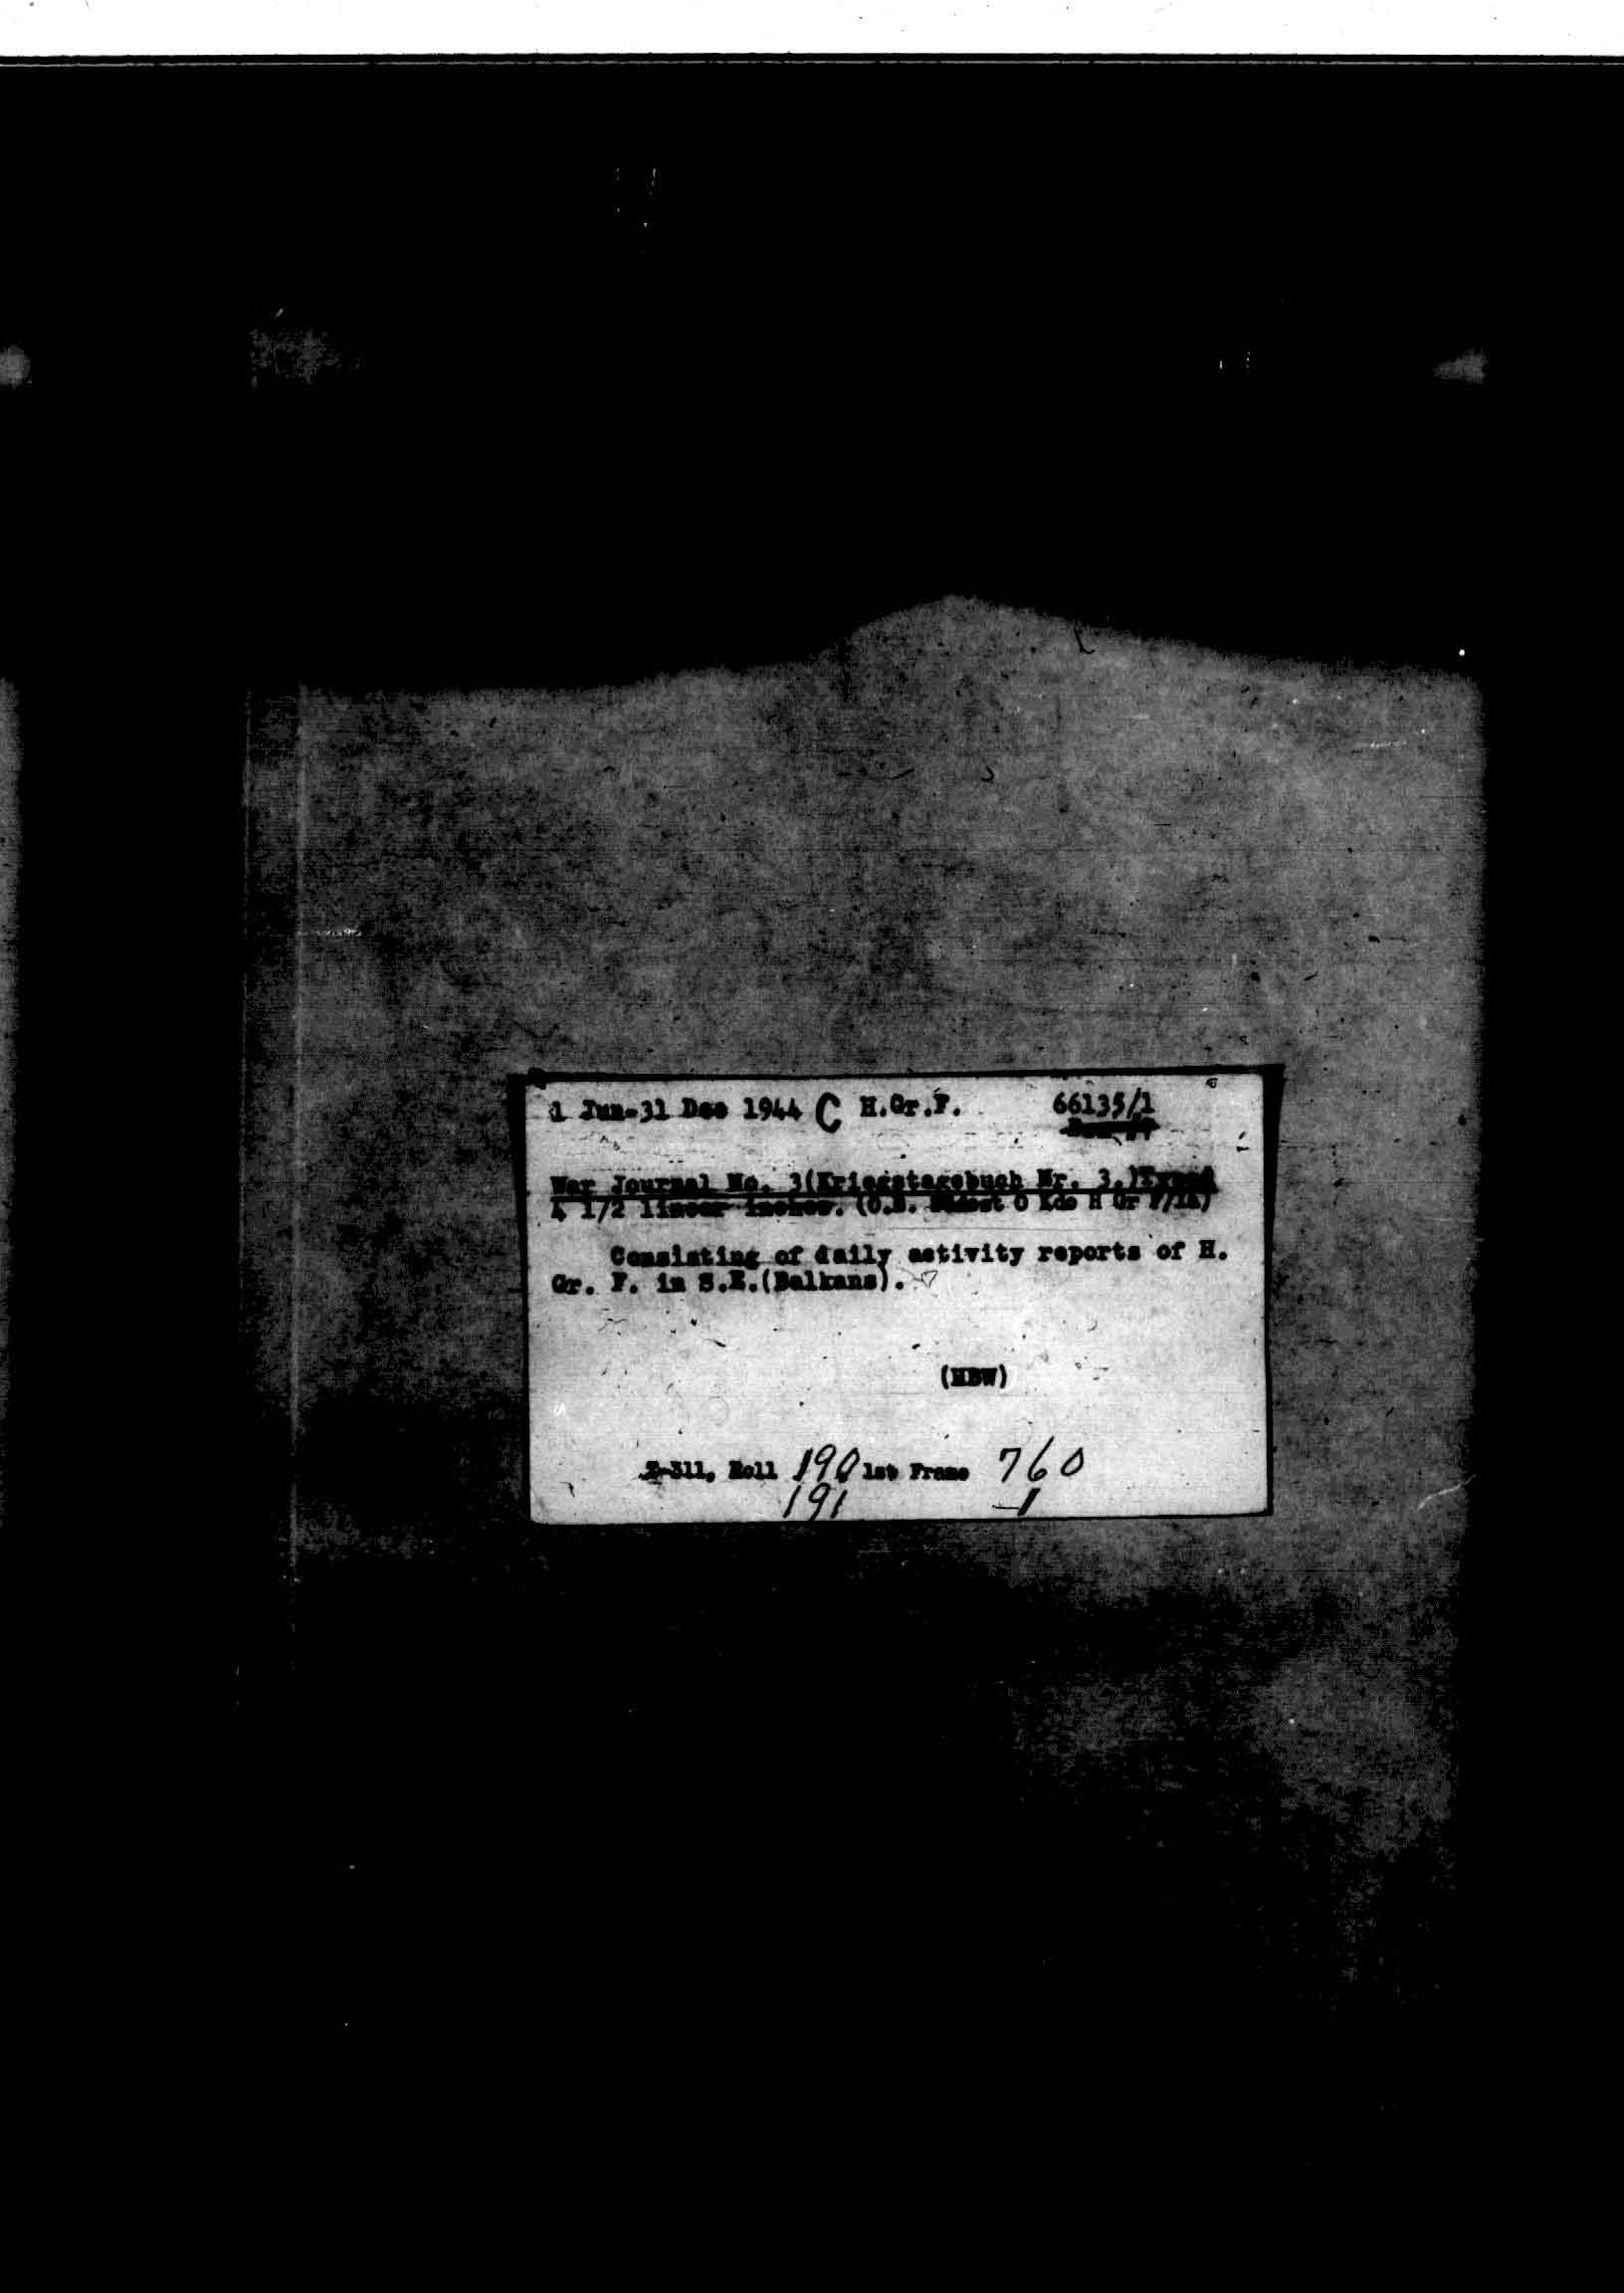 1 Jun-31 Dec 1944 C H.Gr.F. 66135/1
War Journal No. 3(Kriegstagebuch Nr. 3.)Typed
4 1/2 linear inches. (O.B. Südost O Kdo H Gr F/Ia)
Consisting of daily activity reports of H.
Gr. F. in S.E.(Balkans).
(HBW)
T-311, Roll 190 1st Frame 760
191 1